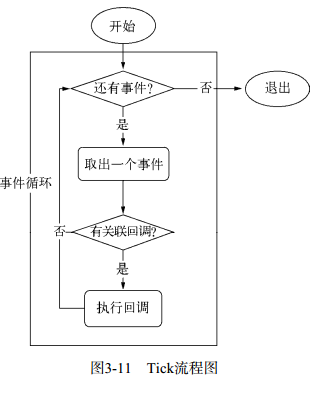 开始
还有事件?
否
退出
是
取出一个事件
事件循环
有关联回调?
否
是
执行回调
图3-11 Tick流程图